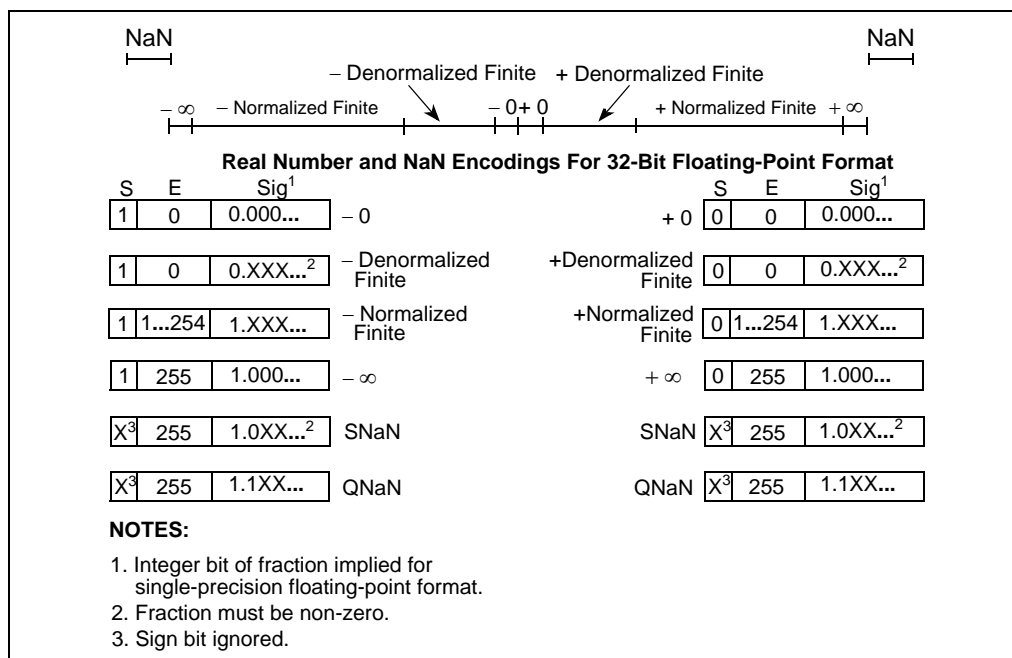 NaN NaN
– Denormalized Finite + Denormalized Finite
– ∞ – Normalized Finite – 0+ 0 + Normalized Finite + ∞
Real Number and NaN Encodings For 32-Bit Floating-Point Format
S E Sig1 S E Sig1
1 0 0.000... – 0 + 0 0 0 0.000...
1 0 0.XXX...2 – Denormalized Finite +Denormalized Finite 0 0 0.XXX...2
1 1...254 1.XXX... – Normalized Finite +Normalized Finite 0 1...254 1.XXX...
1 255 1.000... – ∞ + ∞ 0 255 1.000...
X3 255 1.0XX...2 SNaN SNaN X3 255 1.0XX...2
X3 255 1.1XX... QNaN QNaN X3 255 1.1XX...
NOTES:
1. Integer bit of fraction implied for
single-precision floating-point format.
2. Fraction must be non-zero.
3. Sign bit ignored.